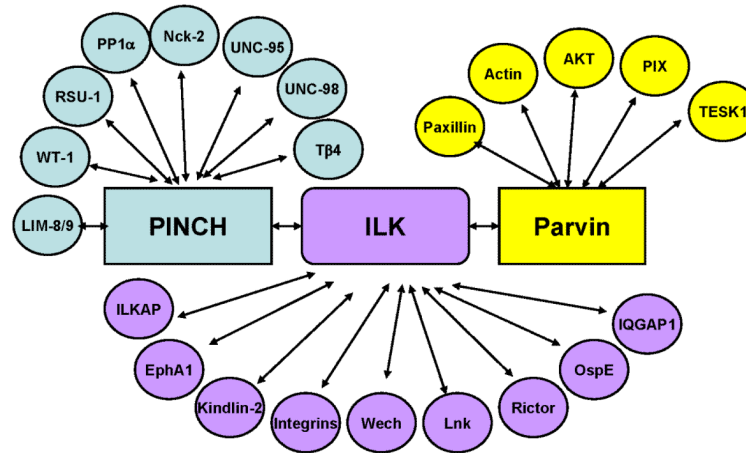 Nck-2
PP1α
UNC-95
AKT
PIX
Actin
RSU-1
UNC-98
TESK1
Paxillin
WT-1
Tβ4
LIM-8/9
PINCH
ILK
Parvin
ILKAP
IQGAP1
EphA1
OspE
Kindlin-2
Integrins
Wech
Lnk
Rictor